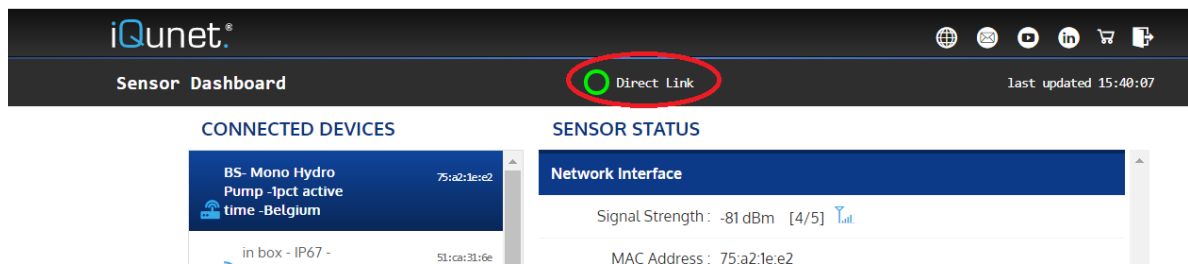 iQunet.®
Sensor Dashboard
Direct Link
last updated 15:40:07
CONNECTED DEVICES
SENSOR STATUS
BS- Mono Hydro
Pump -1pct active
time -Belgium
75:a2:1e:e2
Network Interface
Signal Strength : -81 dBm [4/5]
in box - IP67 -
51:ca:31:6e
MAC Address : 75:a2:1e:e2